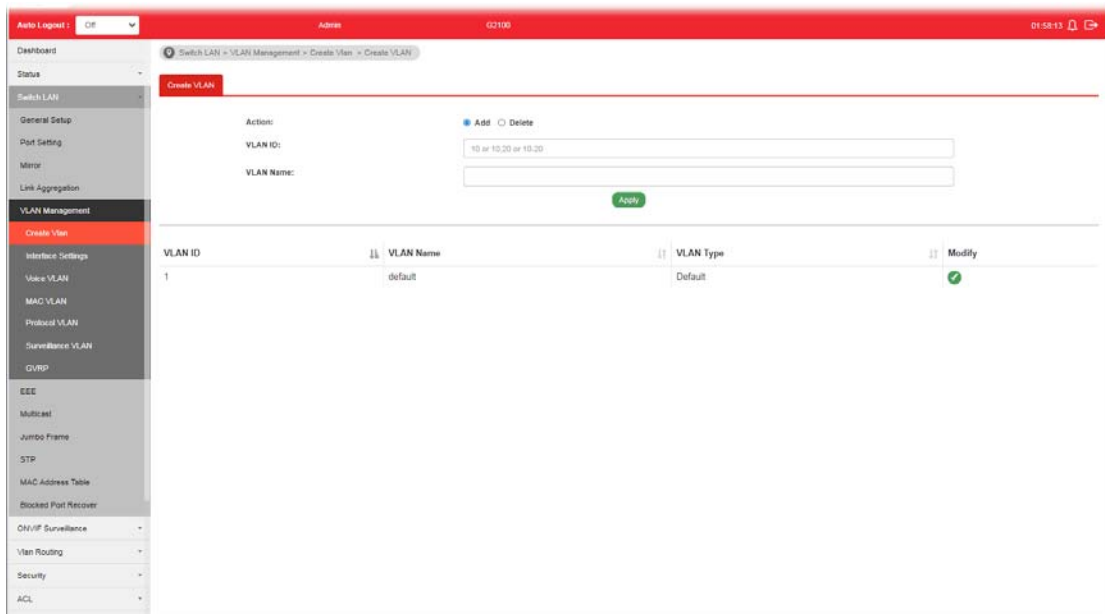 Auto Logout : Off Admin G2100 01:58:13
Dashboard
Switch LAN > VLAN Management > Create Vlan > Create VLAN
Status
Create VLAN
Switch LAN
General Setup
Action: Add Delete
Port Setting
VLAN ID: 10 or 10,20 or 10-20
Mirror
VLAN Name:
Link Aggregation
Apply
VLAN Management
Create Vlan
VLAN ID VLAN Name VLAN Type Modify
Interface Settings
1 default Default
Voice VLAN
MAC VLAN
Protocol VLAN
Surveillance VLAN
GVRP
EEE
Multicast
Jumbo Frame
STP
MAC Address Table
Blocked Port Recover
ONVIF Surveillance
Vlan Routing
Security
ACL